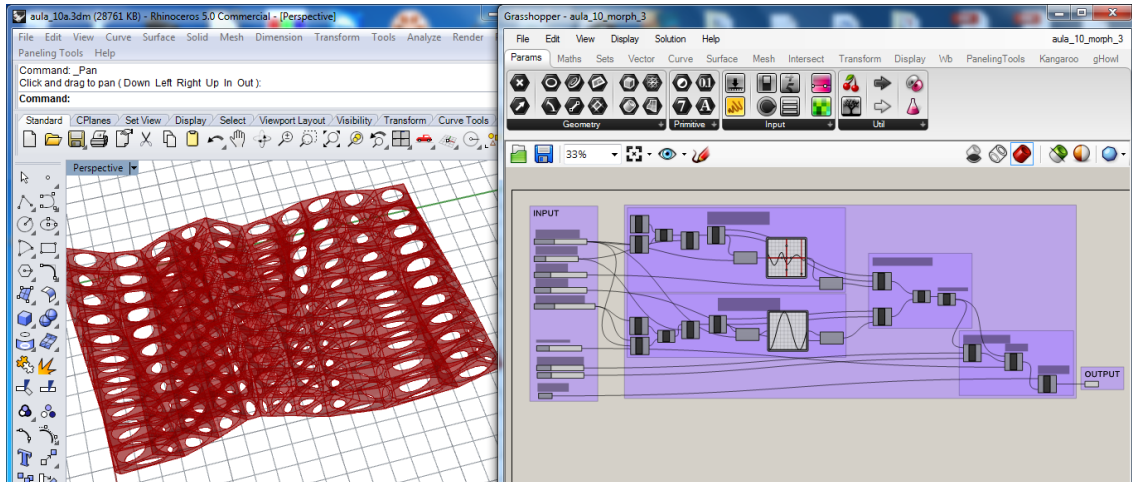 aula_10a.3dm (28761 KB) - Rhinoceros 5.0 Commercial - [Perspective]
File Edit View Curve Surface Solid Mesh Dimension Transform Tools Analyze Render
Paneling Tools Help
Command: _Pan
Click and drag to pan ( Down Left Right Up In Out ):
Command:
Standard CPlanes Set View Display Select Viewport Layout Visibility Transform Curve Tools
Perspective
Grasshopper - aula_10_morph_3
File Edit View Display Solution Help aula_10_morph_3
Params Maths Sets Vector Curve Surface Mesh Intersect Transform Display Wb PanelingTools Kangaroo gHowl
Geometry Primitive Input Util
33%
INPUT
OUTPUT